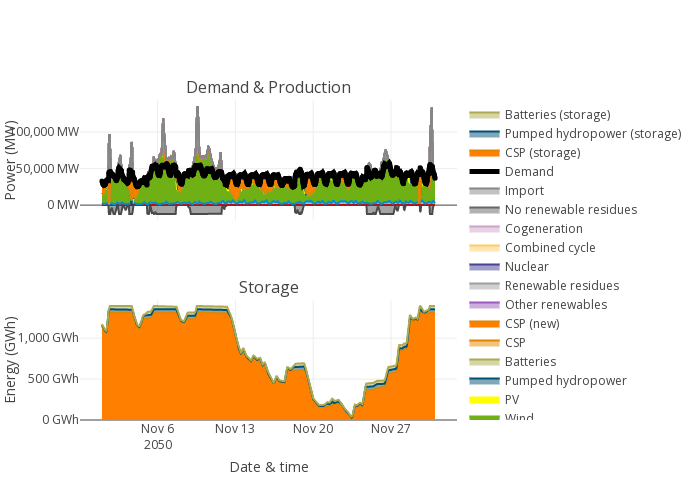 Demand & Production
Power (MW)
100,000 MW
50,000 MW
0 MW
Storage
Energy (GWh)
1,000 GWh
500 GWh
0 GWh
Nov 6
2050
Nov 13
Nov 20
Nov 27
Date & time
Batteries (storage)
Pumped hydropower (storage)
CSP (storage)
Demand
Import
No renewable residues
Cogeneration
Combined cycle
Nuclear
Renewable residues
Other renewables
CSP (new)
CSP
Batteries
Pumped hydropower
PV
Wind